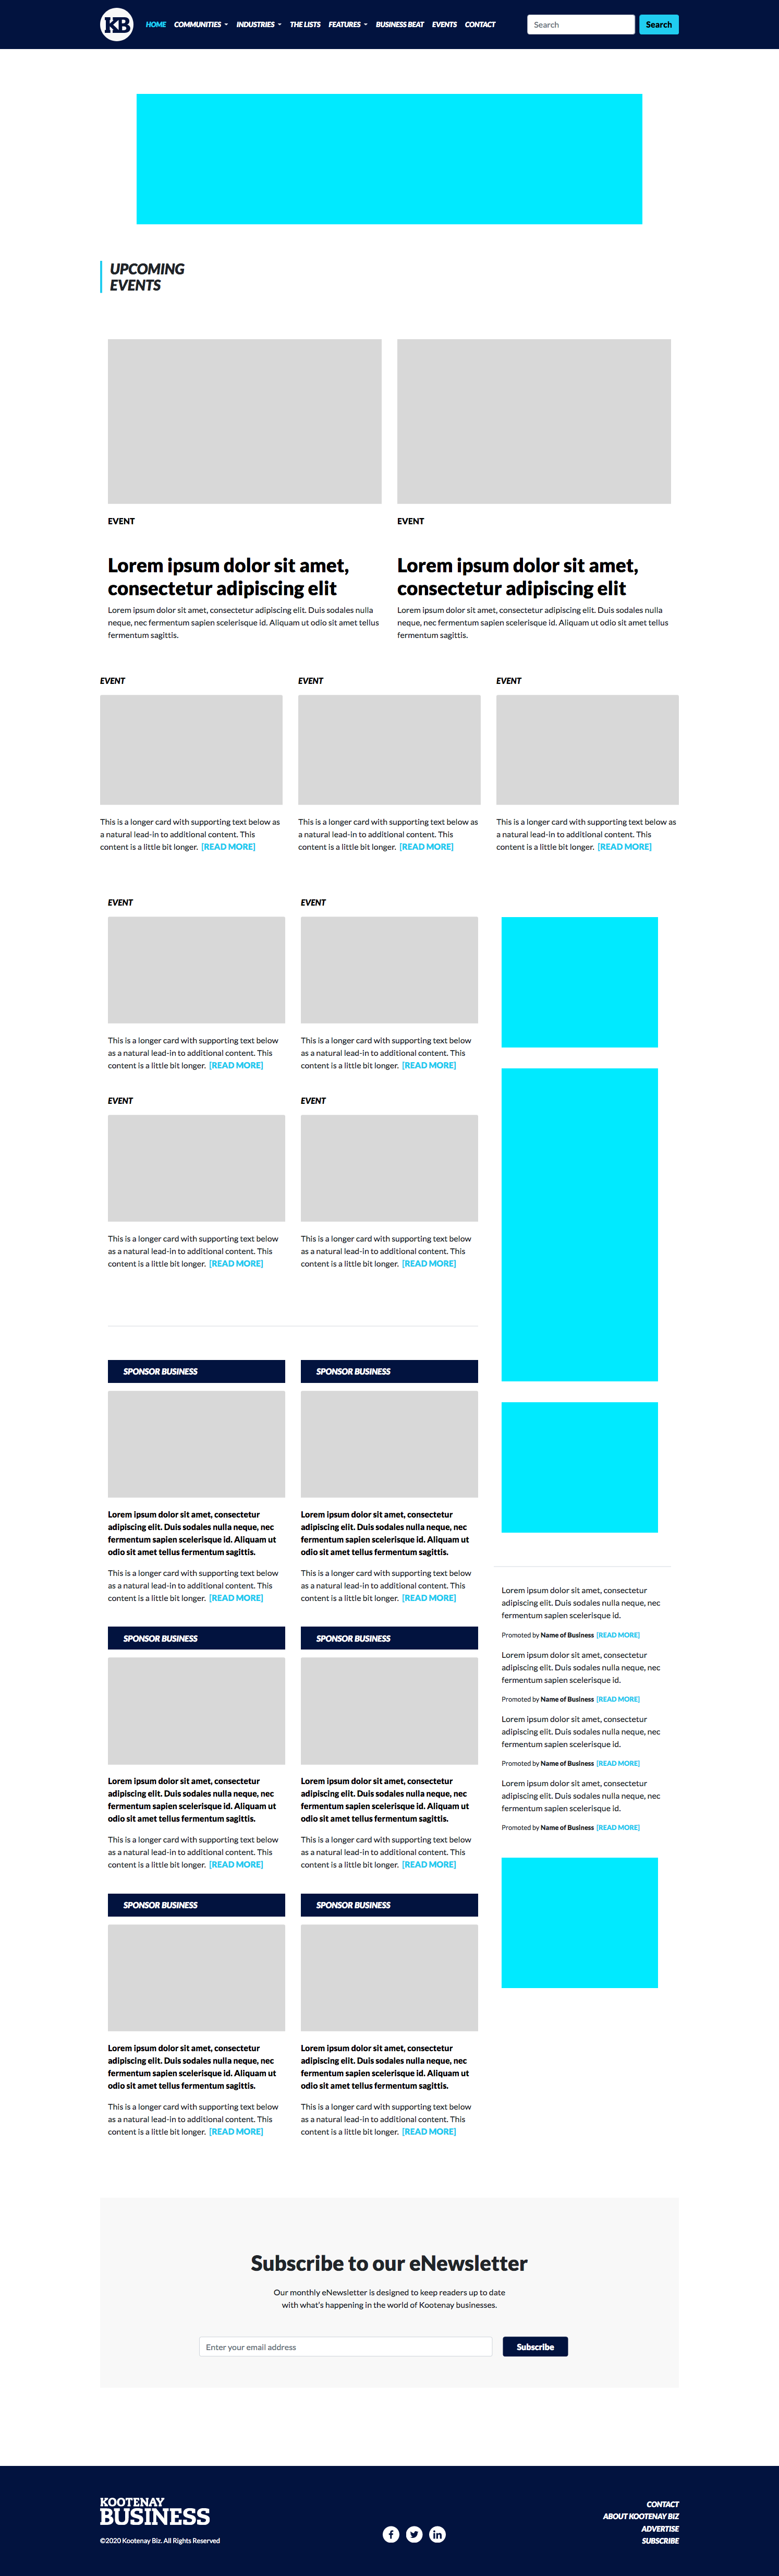 KB
HOME COMMUNITIES INDUSTRIES THE LISTS FEATURES BUSINESS BEAT EVENTS CONTACT Search Search
UPCOMING
EVENTS
EVENT
Lorem ipsum dolor sit amet,
consectetur adipiscing elit
Lorem ipsum dolor sit amet, consectetur adipiscing elit. Duis sodales nulla
neque, nec fermentum sapien scelerisque id. Aliquam ut odio sit amet tellus
fermentum sagittis.
EVENT
Lorem ipsum dolor sit amet,
consectetur adipiscing elit
Lorem ipsum dolor sit amet, consectetur adipiscing elit. Duis sodales nulla
neque, nec fermentum sapien scelerisque id. Aliquam ut odio sit amet tellus
fermentum sagittis.
EVENT
This is a longer card with supporting text below as
a natural lead-in to additional content. This
content is a little bit longer. [READ MORE]
EVENT
This is a longer card with supporting text below as
a natural lead-in to additional content. This
content is a little bit longer. [READ MORE]
EVENT
This is a longer card with supporting text below as
a natural lead-in to additional content. This
content is a little bit longer. [READ MORE]
EVENT
This is a longer card with supporting text below
as a natural lead-in to additional content. This
content is a little bit longer. [READ MORE]
EVENT
This is a longer card with supporting text below
as a natural lead-in to additional content. This
content is a little bit longer. [READ MORE]
EVENT
This is a longer card with supporting text below
as a natural lead-in to additional content. This
content is a little bit longer. [READ MORE]
EVENT
This is a longer card with supporting text below
as a natural lead-in to additional content. This
content is a little bit longer. [READ MORE]
SPONSOR BUSINESS
Lorem ipsum dolor sit amet, consectetur
adipiscing elit. Duis sodales nulla neque, nec
fermentum sapien scelerisque id. Aliquam ut
odio sit amet tellus fermentum sagittis.
This is a longer card with supporting text below
as a natural lead-in to additional content. This
content is a little bit longer. [READ MORE]
SPONSOR BUSINESS
Lorem ipsum dolor sit amet, consectetur
adipiscing elit. Duis sodales nulla neque, nec
fermentum sapien scelerisque id. Aliquam ut
odio sit amet tellus fermentum sagittis.
This is a longer card with supporting text below
as a natural lead-in to additional content. This
content is a little bit longer. [READ MORE]
SPONSOR BUSINESS
Lorem ipsum dolor sit amet, consectetur
adipiscing elit. Duis sodales nulla neque, nec
fermentum sapien scelerisque id. Aliquam ut
odio sit amet tellus fermentum sagittis.
This is a longer card with supporting text below
as a natural lead-in to additional content. This
content is a little bit longer. [READ MORE]
SPONSOR BUSINESS
Lorem ipsum dolor sit amet, consectetur
adipiscing elit. Duis sodales nulla neque, nec
fermentum sapien scelerisque id. Aliquam ut
odio sit amet tellus fermentum sagittis.
This is a longer card with supporting text below
as a natural lead-in to additional content. This
content is a little bit longer. [READ MORE]
SPONSOR BUSINESS
Lorem ipsum dolor sit amet, consectetur
adipiscing elit. Duis sodales nulla neque, nec
fermentum sapien scelerisque id. Aliquam ut
odio sit amet tellus fermentum sagittis.
This is a longer card with supporting text below
as a natural lead-in to additional content. This
content is a little bit longer. [READ MORE]
SPONSOR BUSINESS
Lorem ipsum dolor sit amet, consectetur
adipiscing elit. Duis sodales nulla neque, nec
fermentum sapien scelerisque id. Aliquam ut
odio sit amet tellus fermentum sagittis.
This is a longer card with supporting text below
as a natural lead-in to additional content. This
content is a little bit longer. [READ MORE]
Lorem ipsum dolor sit amet, consectetur
adipiscing elit. Duis sodales nulla neque, nec
fermentum sapien scelerisque id.
Promoted by Name of Business [READ MORE]
Lorem ipsum dolor sit amet, consectetur
adipiscing elit. Duis sodales nulla neque, nec
fermentum sapien scelerisque id.
Promoted by Name of Business [READ MORE]
Lorem ipsum dolor sit amet, consectetur
adipiscing elit. Duis sodales nulla neque, nec
fermentum sapien scelerisque id.
Promoted by Name of Business [READ MORE]
Lorem ipsum dolor sit amet, consectetur
adipiscing elit. Duis sodales nulla neque, nec
fermentum sapien scelerisque id.
Promoted by Name of Business [READ MORE]
Subscribe to our eNewsletter
Our monthly eNewsletter is designed to keep readers up to date
with what's happening in the world of Kootenay businesses.
Enter your email address Subscribe
KOOTENAY
BUSINESS
©2020 Kootenay Biz. All Rights Reserved
CONTACT
ABOUT KOOTENAY BIZ
ADVERTISE
SUBSCRIBE